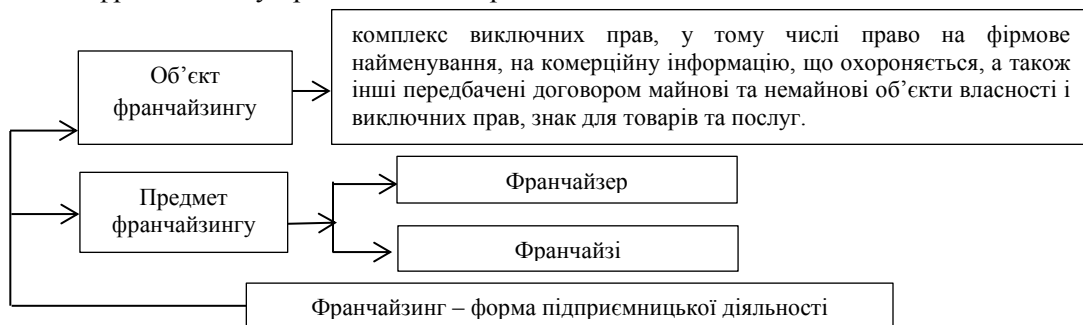 комплекс виключних прав, у тому числі право на фірмове
найменування, на комерційну інформацію, що охороняється, а також
інші передбачені договором майнові та немайнові об’єкти власності і
виключних прав, знак для товарів та послуг.
Об’єкт
франчайзингу
Предмет
франчайзингу
Франчайзер
Франчайзі
Франчайзинг – форма підприємницької діяльності